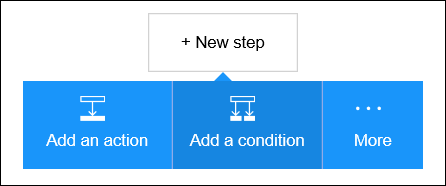 + New step
Add an action
Add a condition
More